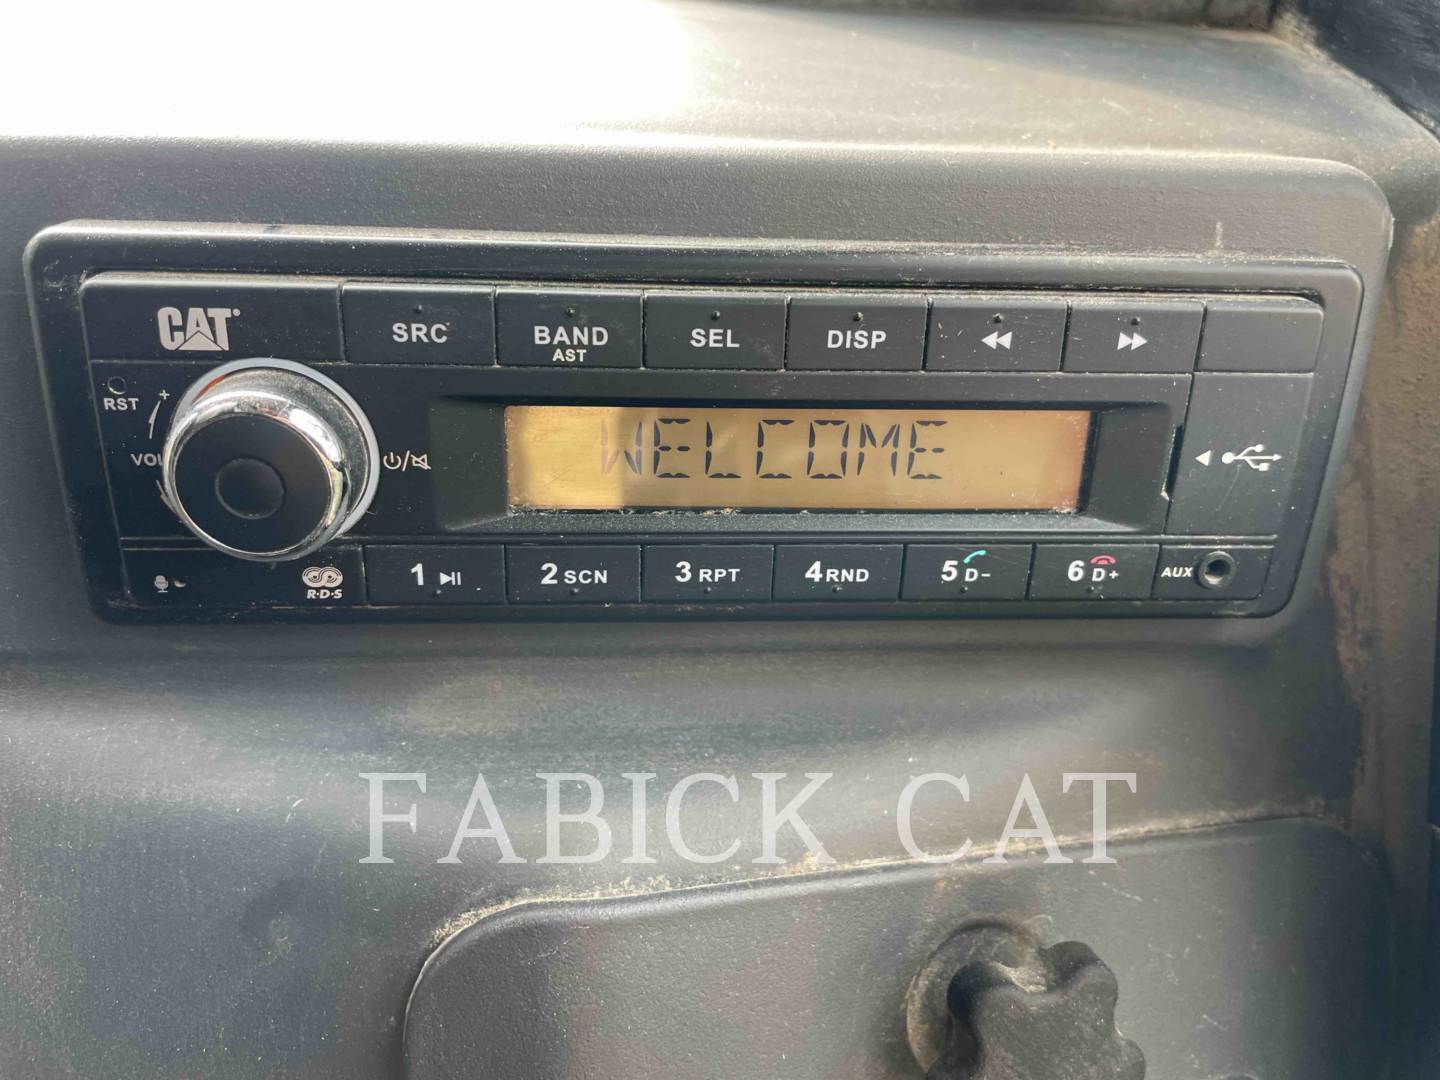 CAT
SRC
BAND
AST
SEL
DISP
RST
+
VOL
WELCOME
R·D·S
1
2 SCN
3 RPT
4 RND
5 D-
6 D+
AUX
FABICK CAT